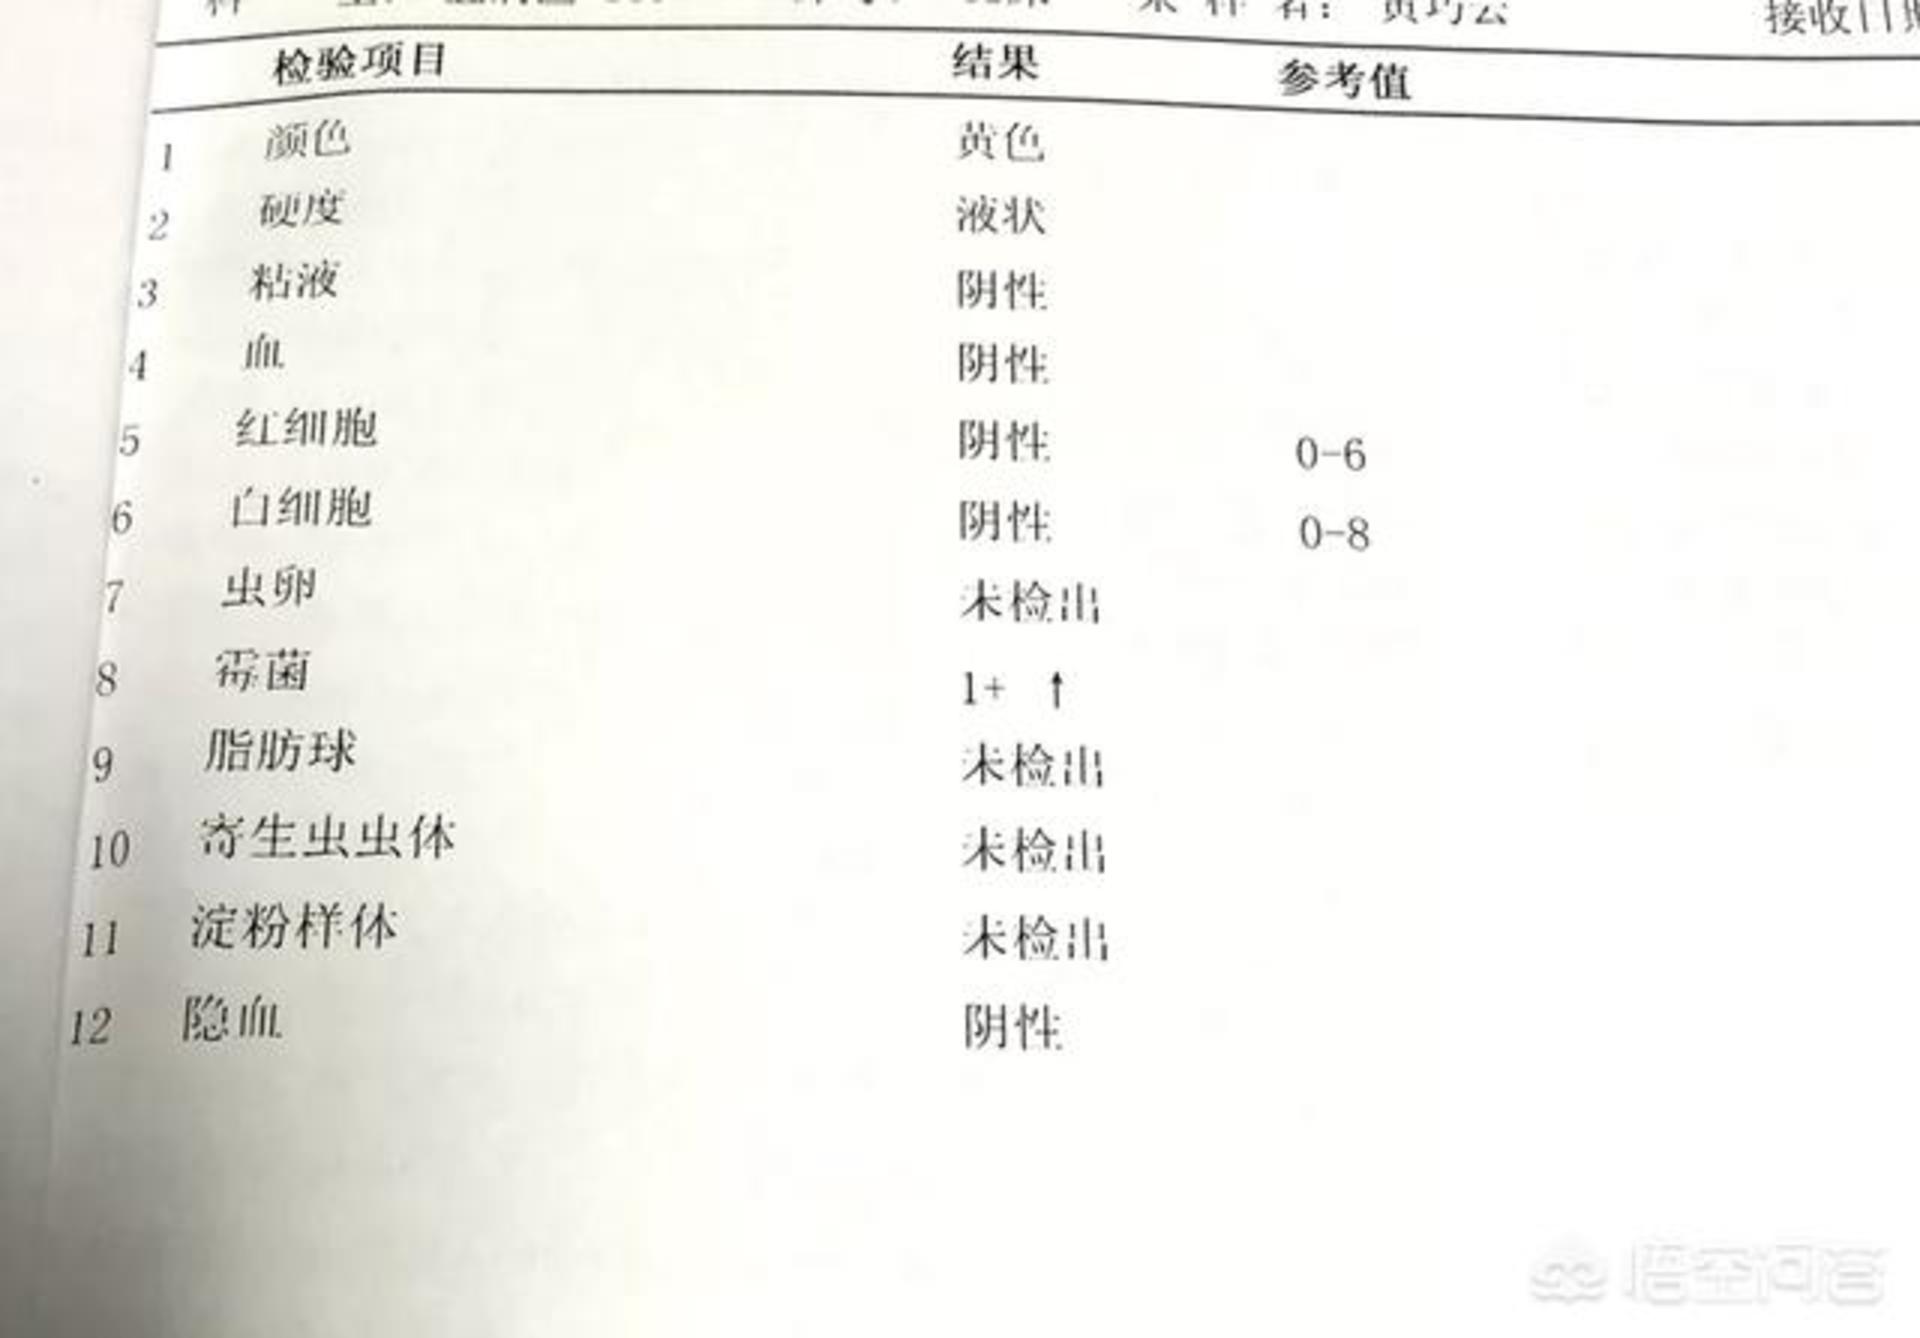 采 样 者： 黄巧云 接收日期
检验项目 结果 参考值
1 颜色 黄色
2 硬度 液状
3 粘液 阴性
4 血 阴性
5 红细胞 阴性 0-6
6 白细胞 阴性 0-8
7 虫卵 未检出
8 霉菌 1+ ↑
9 脂肪球 未检出
10 寄生虫虫体 未检出
11 淀粉样体 未检出
12 隐血 阴性
悟空问答